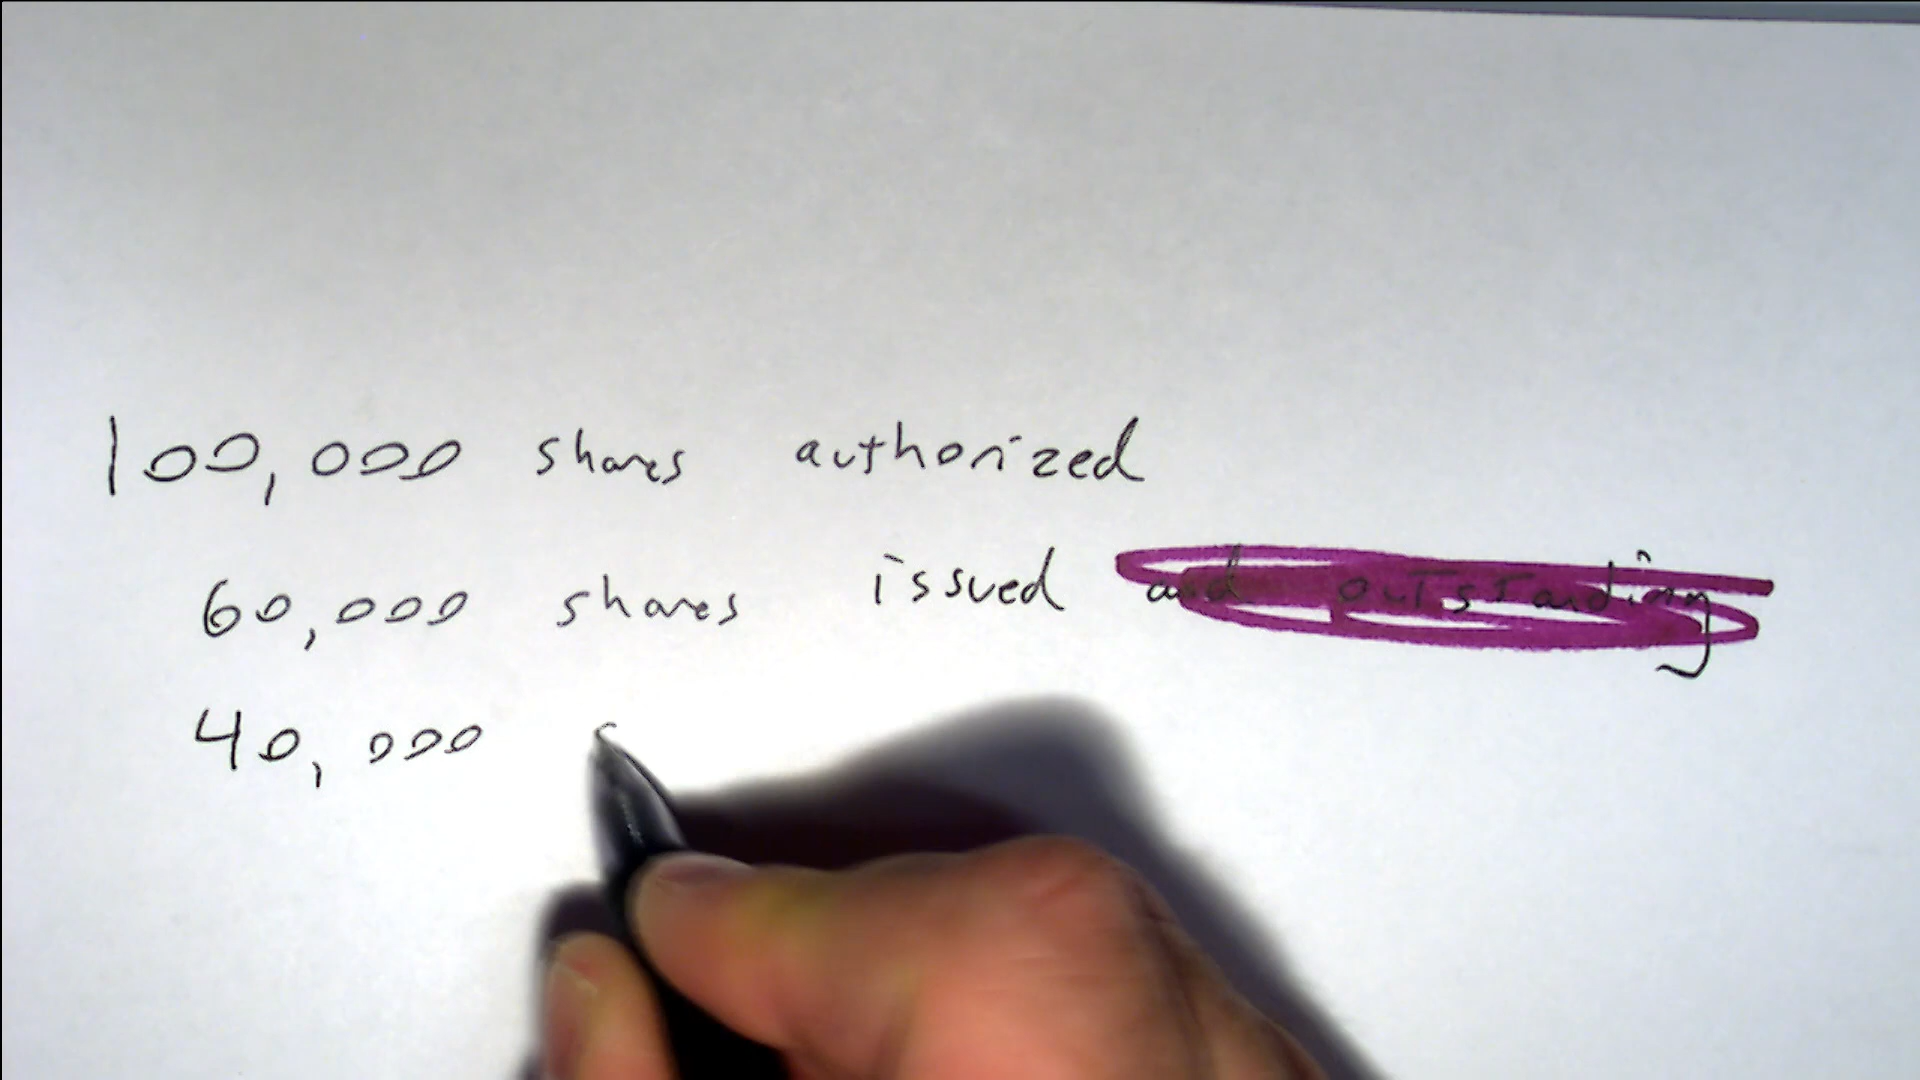 100,000 shares authorized
60,000 shares issued and outstanding
40,000